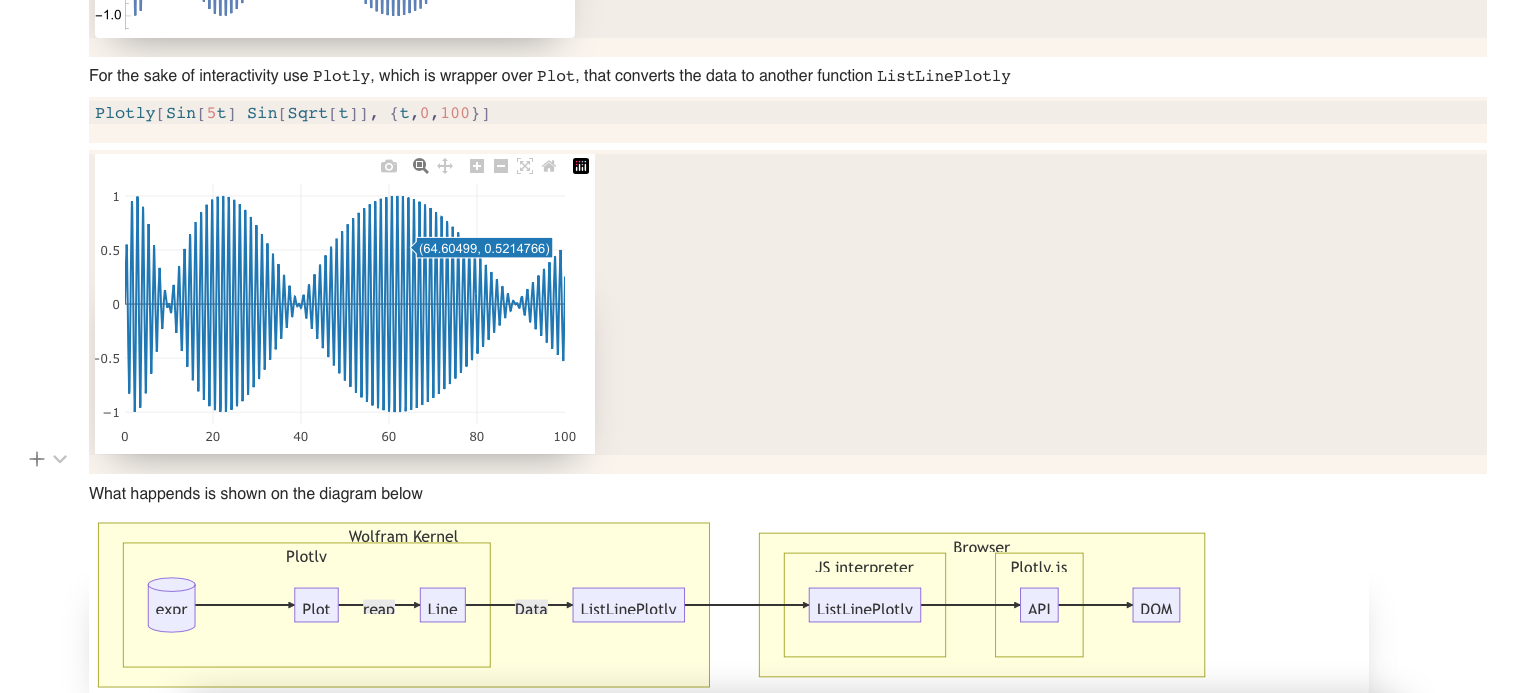 −1.0
For the sake of interactivity use Plotly, which is wrapper over Plot, that converts the data to another function ListLinePlotly
Plotly[Sin[5t] Sin[Sqrt[t]], {t,0,100}]
1
0.5
(64.60499, 0.5214766)
0
−0.5
−1
0 20 40 60 80 100
What happends is shown on the diagram below
Wolfram Kernel
Browser
Plotly
JS interpreter Plotly.js
expr Plot reap Line Data ListLinePlotly ListLinePlotly API DOM